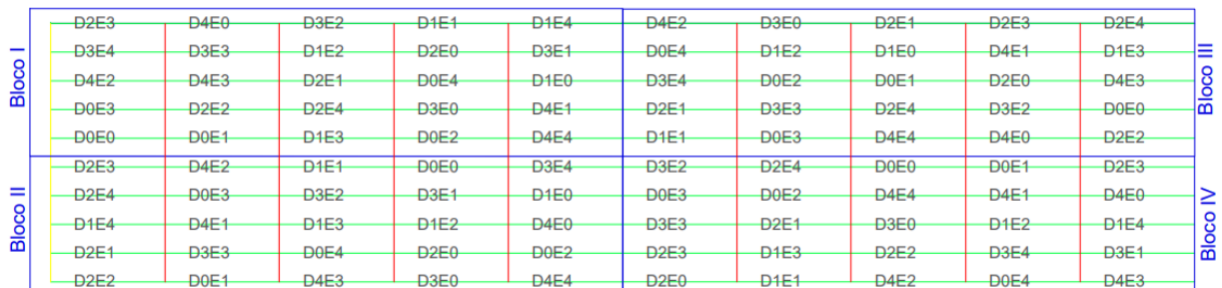 Bloco I
D2E3 D4E0 D3E2 D1E1 D1E4 D4E2 D3E0 D2E1 D2E3 D2E4
D3E4 D3E3 D1E2 D2E0 D3E1 D0E4 D1E2 D1E0 D4E1 D1E3
D4E2 D4E3 D2E1 D0E4 D1E0 D3E4 D0E2 D0E1 D2E0 D4E3
D0E3 D2E2 D2E4 D3E0 D4E1 D2E1 D3E3 D2E4 D3E2 D0E0
D0E0 D0E1 D1E3 D0E2 D4E4 D1E1 D0E3 D4E4 D4E0 D2E2
Bloco III
Bloco II
D2E3 D4E2 D1E1 D0E0 D3E4 D3E2 D2E4 D0E0 D0E1 D2E3
D2E4 D0E3 D3E2 D3E1 D1E0 D0E3 D0E2 D4E4 D4E1 D4E0
D1E4 D4E1 D1E3 D1E2 D4E0 D3E3 D2E1 D3E0 D1E2 D1E4
D2E1 D3E3 D0E4 D2E0 D0E2 D2E3 D1E3 D2E2 D3E4 D3E1
D2E2 D0E1 D4E3 D3E0 D4E4 D2E0 D1E1 D4E2 D0E4 D4E3
Bloco IV